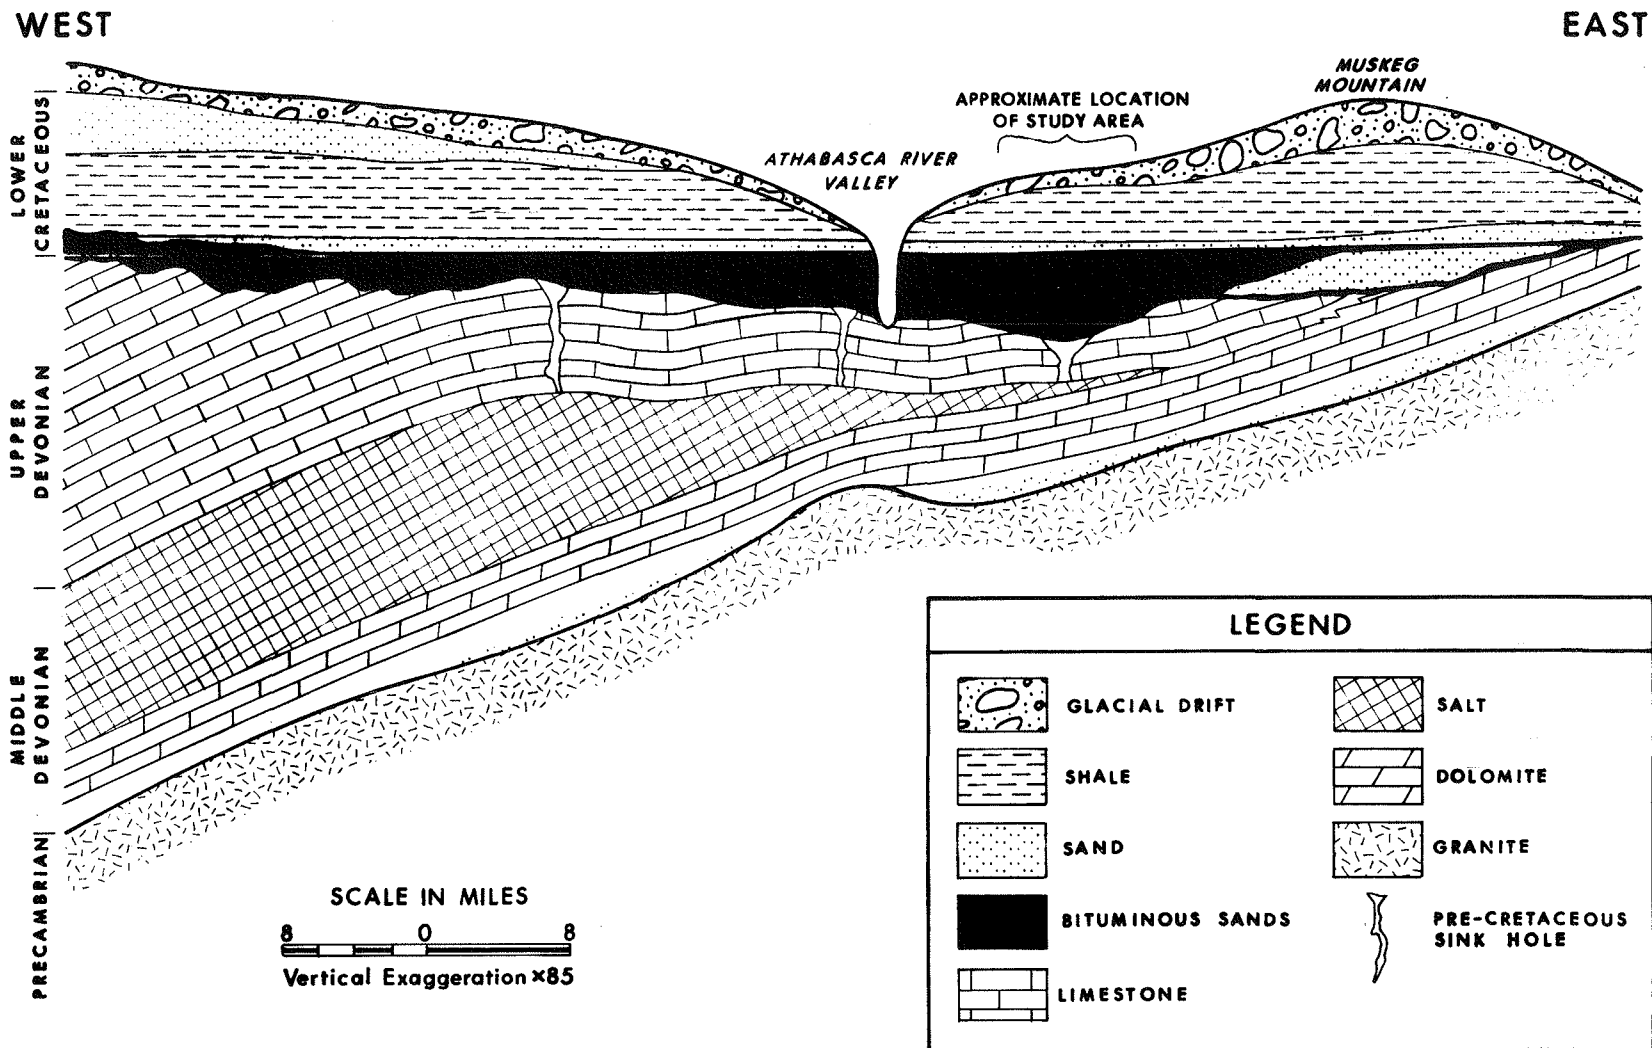 WEST
EAST
MUSKEG
MOUNTAIN
APPROXIMATE LOCATION
OF STUDY AREA
ATHABASCA RIVER
VALLEY
LOWER
CRETACEOUS
UPPER
DEVONIAN
MIDDLE
DEVONIAN
PRECAMBRIAN
SCALE IN MILES
8 0 8
Vertical Exaggeration ×85
LEGEND
GLACIAL DRIFT
SHALE
SAND
BITUMINOUS SANDS
LIMESTONE
SALT
DOLOMITE
GRANITE
PRE-CRETACEOUS
SINK HOLE